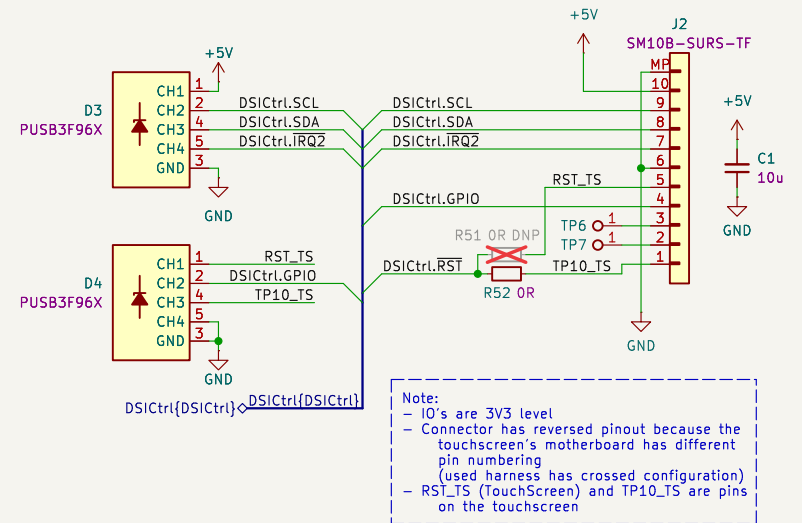 +5V
J2
SM10B-SURS-TF
+5V
D3
PUSB3F96X
CH1 1
CH2 2
CH3 4
CH4 5
GND 3
DSICtrl.SCL
DSICtrl.SDA
DSICtrl.IRQ2
DSICtrl.SCL
DSICtrl.SDA
DSICtrl.IRQ2
MP
10
9
8
7
6
5
4
3
2
1
+5V
C1
10u
GND
GND
RST_TS
DSICtrl.GPIO
TP6 1
TP7 1
R51 0R DNP
DSICtrl.RST
TP10_TS
R52 0R
GND
D4
PUSB3F96X
CH1 1
CH2 2
CH3 4
CH4 5
GND 3
RST_TS
DSICtrl.GPIO
TP10_TS
GND
DSICtrl{DSICtrl}
DSICtrl{DSICtrl}
Note:
- IO's are 3V3 level
- Connector has reversed pinout because the
touchscreen's motherboard has different
pin numbering
(used harness has crossed configuration)
- RST_TS (TouchScreen) and TP10_TS are pins
on the touchscreen